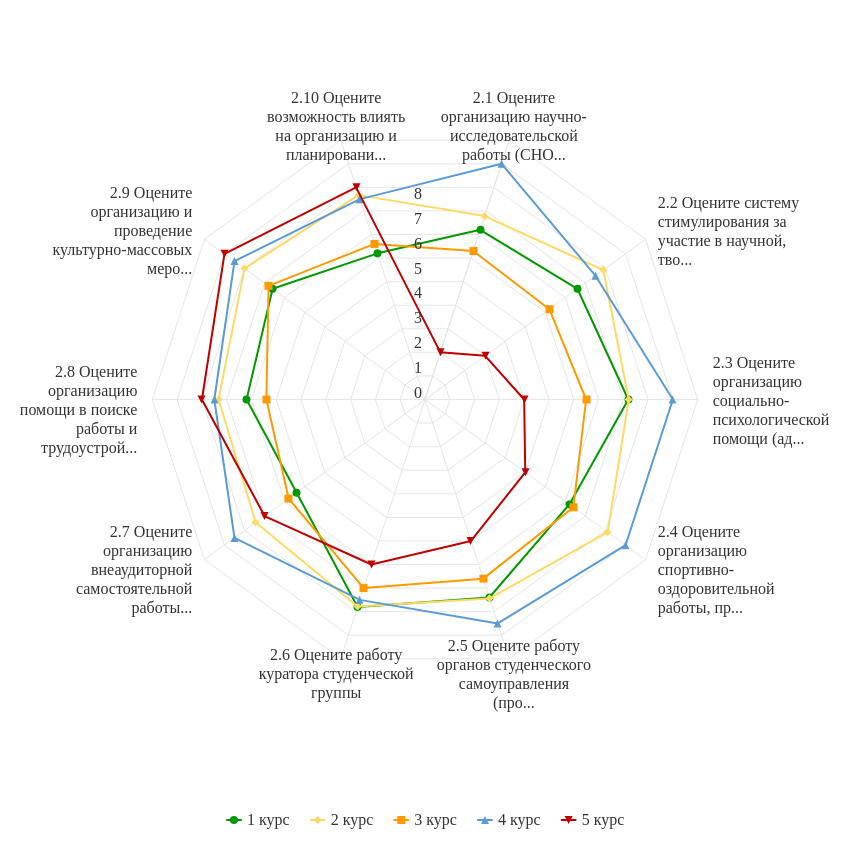 2.10 Оцените
возможность влиять
на организацию и
планировани...
2.1 Оцените
организацию научно-
исследовательской
работы (СНО...
2.9 Оцените
организацию и
проведение
культурно-массовых
меро...
2.2 Оцените систему
стимулирования за
участие в научной,
тво...
8
7
6
5
4
3
2
1
0
2.8 Оцените
организацию
помощи в поиске
работы и
трудоустрой...
2.3 Оцените
организацию
социально-
психологической
помощи (ад...
2.7 Оцените
организацию
внеаудиторной
самостоятельной
работы...
2.4 Оцените
организацию
спортивно-
оздоровительной
работы, пр...
2.6 Оцените работу
куратора студенческой
группы
2.5 Оцените работу
органов студенческого
самоуправления
(про...
1 курс 2 курс 3 курс 4 курс 5 курс